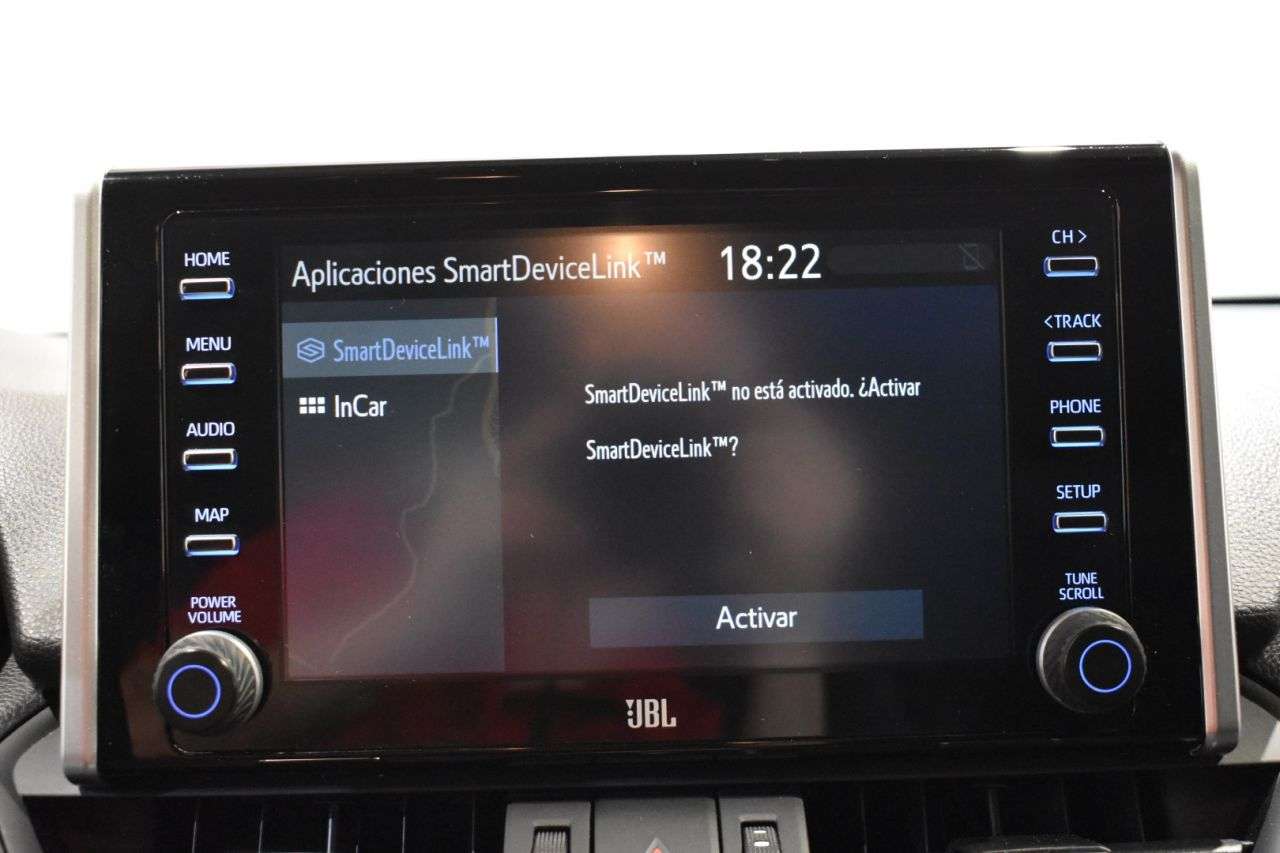 HOME
MENU
AUDIO
MAP
POWER
VOLUME
Aplicaciones SmartDeviceLink™
18:22
SmartDeviceLink™
InCar
SmartDeviceLink™ no está activado. ¿Activar
SmartDeviceLink™?
Activar
JBL
CH >
<TRACK
PHONE
SETUP
TUNE
SCROLL